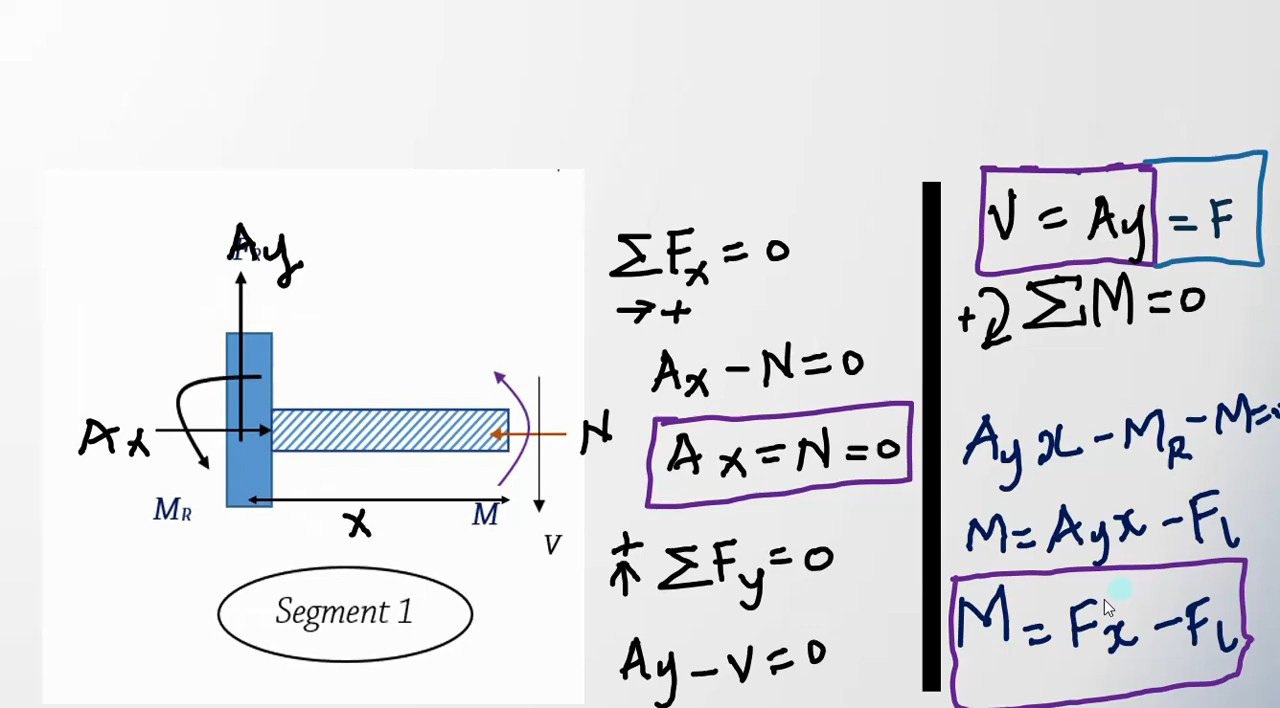 Ay
Ax
N
MR
x
M
V
Segment 1
ΣFx = 0
→ +
Ax − N = 0
Ax = N = 0
+↑ ΣFy = 0
Ay − V = 0
V = Ay = F
+ ΣM = 0
Ay x − MR − M = 0
M = Ay x − FL
M = Fx − FL